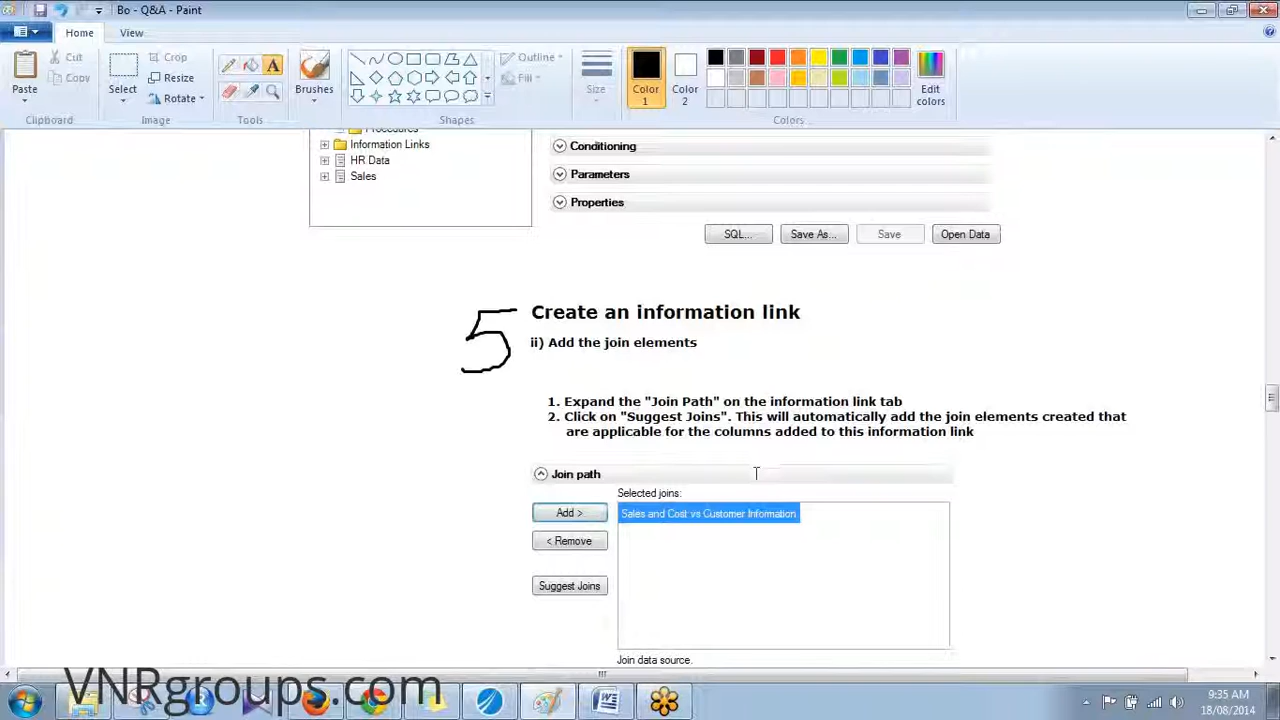 Bo - Q&A - Paint
Home
View
Paste
Cut
Copy
Clipboard
Select
Crop
Resize
Rotate
Image
Tools
Brushes
Shapes
Outline
Fill
Size
Color 1
Color 2
Edit colors
Colors
Procedures
Information Links
HR Data
Sales
Conditioning
Parameters
Properties
SQL...
Save As...
Save
Open Data
5
Create an information link
ii) Add the join elements
1. Expand the "Join Path" on the information link tab
2. Click on "Suggest Joins". This will automatically add the join elements created that
are applicable for the columns added to this information link
Join path
Selected joins:
Add >
Sales and Cost vs Customer Information
< Remove
Suggest Joins
Join data source.
VNRgroups.com
9:35 AM
18/08/2014